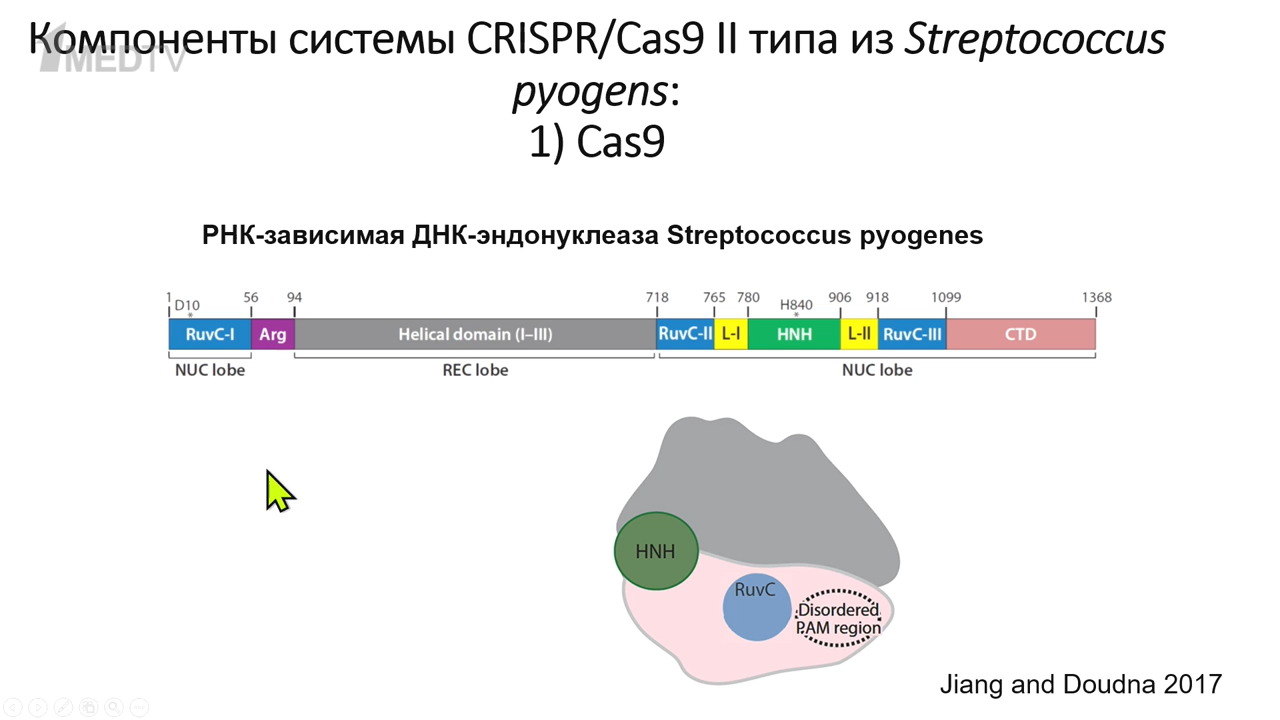 Компоненты системы CRISPR/Cas9 II типа из Streptococcus
pyogens:
1) Cas9
1MEDTV
РНК-зависимая ДНК-эндонуклеаза Streptococcus pyogenes
1 56 94 718 765 780 906 918 1099 1368
D10 H840
* *
RuvC-I Arg Helical domain (I–III) RuvC-II L-I HNH L-II RuvC-III CTD
NUC lobe REC lobe NUC lobe
HNH
RuvC
Disordered
PAM region
Jiang and Doudna 2017